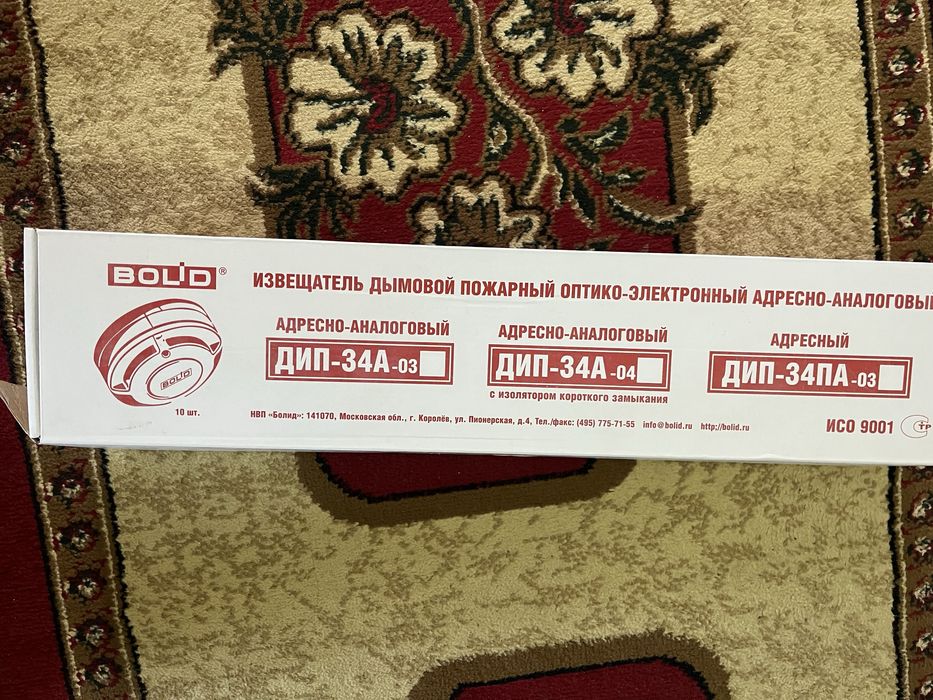 BOLID®
ИЗВЕЩАТЕЛЬ ДЫМОВОЙ ПОЖАРНЫЙ ОПТИКО-ЭЛЕКТРОННЫЙ АДРЕСНО-АНАЛОГОВЫ
АДРЕСНО-АНАЛОГОВЫЙ
ДИП-34А-03
АДРЕСНО-АНАЛОГОВЫЙ
ДИП-34А-04
с изолятором короткого замыкания
АДРЕСНЫЙ
ДИП-34ПА-03
BOLID
10 шт.
НВП «Болид»: 141070, Московская обл., г. Королёв, ул. Пионерская, д.4, Тел./факс: (495) 775-71-55 info@bolid.ru http://bolid.ru
ИСО 9001
СТР